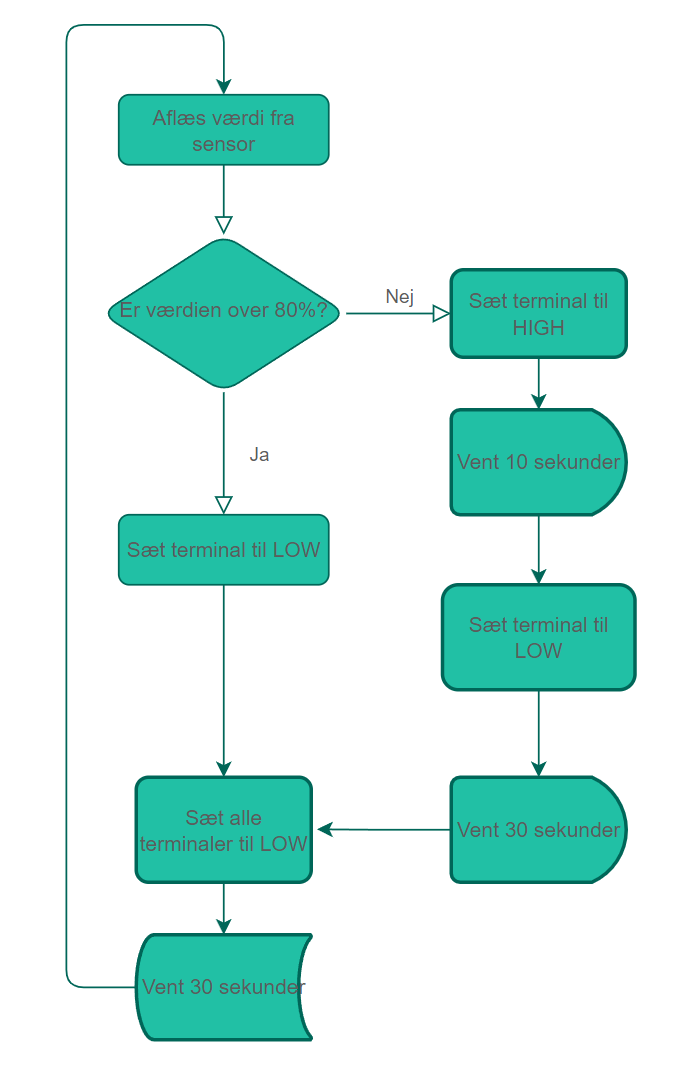 Aflæs værdi fra
sensor
Er værdien over 80%?
Nej
Sæt terminal til
HIGH
Vent 10 sekunder
Ja
Sæt terminal til LOW
Sæt terminal til
LOW
Sæt alle
terminaler til LOW
Vent 30 sekunder
Vent 30 sekunder